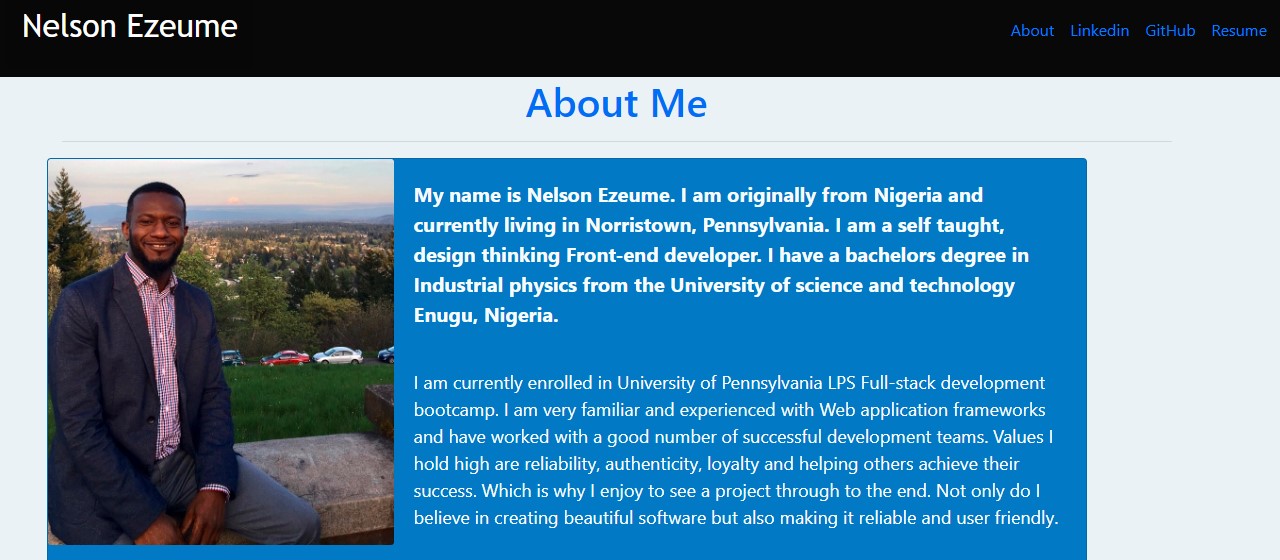 Nelson Ezeume
About Linkedin GitHub Resume
About Me
My name is Nelson Ezeume. I am originally from Nigeria and
currently living in Norristown, Pennsylvania. I am a self taught,
design thinking Front-end developer. I have a bachelors degree in
Industrial physics from the University of science and technology
Enugu, Nigeria.
I am currently enrolled in University of Pennsylvania LPS Full-stack development
bootcamp. I am very familiar and experienced with Web application frameworks
and have worked with a good number of successful development teams. Values I
hold high are reliability, authenticity, loyalty and helping others achieve their
success. Which is why I enjoy to see a project through to the end. Not only do I
believe in creating beautiful software but also making it reliable and user friendly.